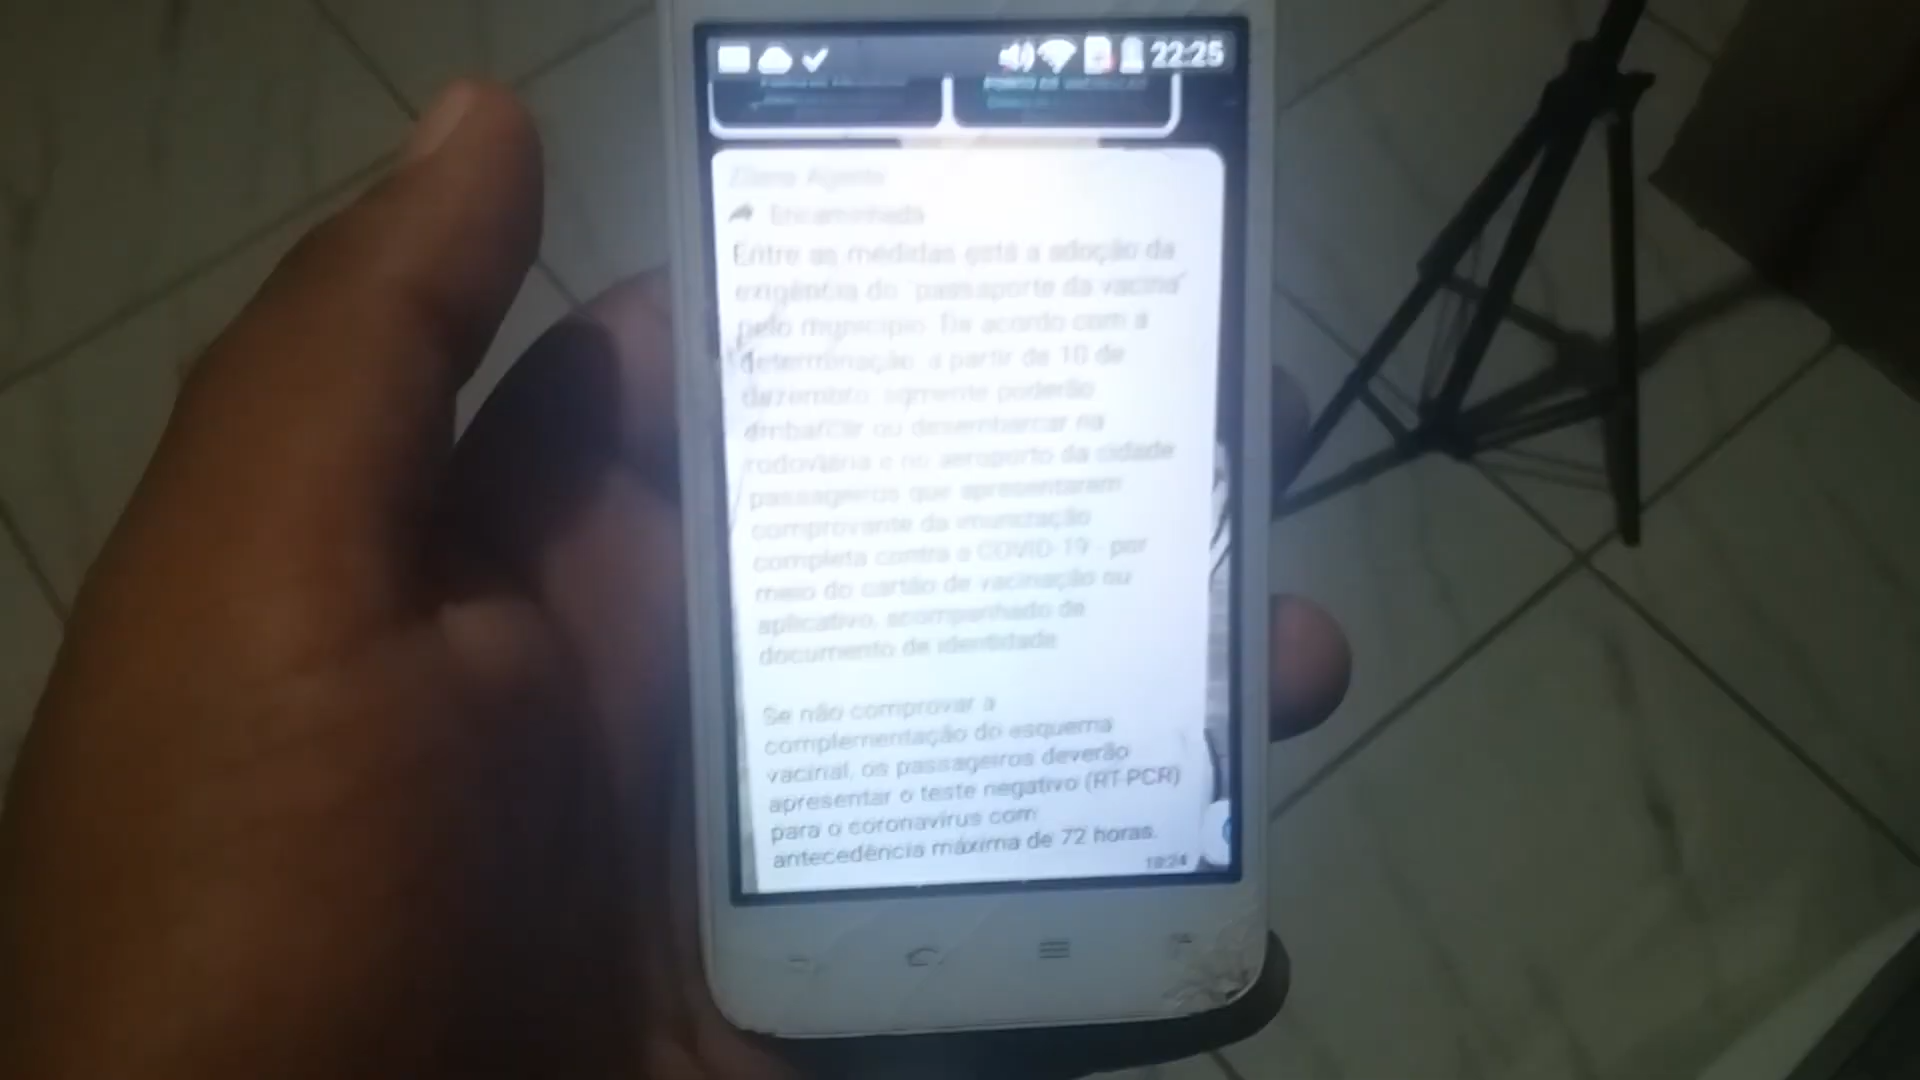 22:25
Encaminhada
Entre as medidas está a adoção da
exigência do "passaporte da vacina"
pelo município. De acordo com a
determinação, a partir de 10 de
dezembro, somente poderão
embarcar ou desembarcar na
rodoviária e no aeroporto da cidade
passageiros que apresentarem
comprovante da imunização
completa contra a COVID-19 - por
meio do cartão de vacinação ou
aplicativo, acompanhado de
documento de identidade
Se não comprovar a
complementação do esquema
vacinal, os passageiros deverão
apresentar o teste negativo (RT-PCR)
para o coronavírus com
antecedência máxima de 72 horas.
18:24